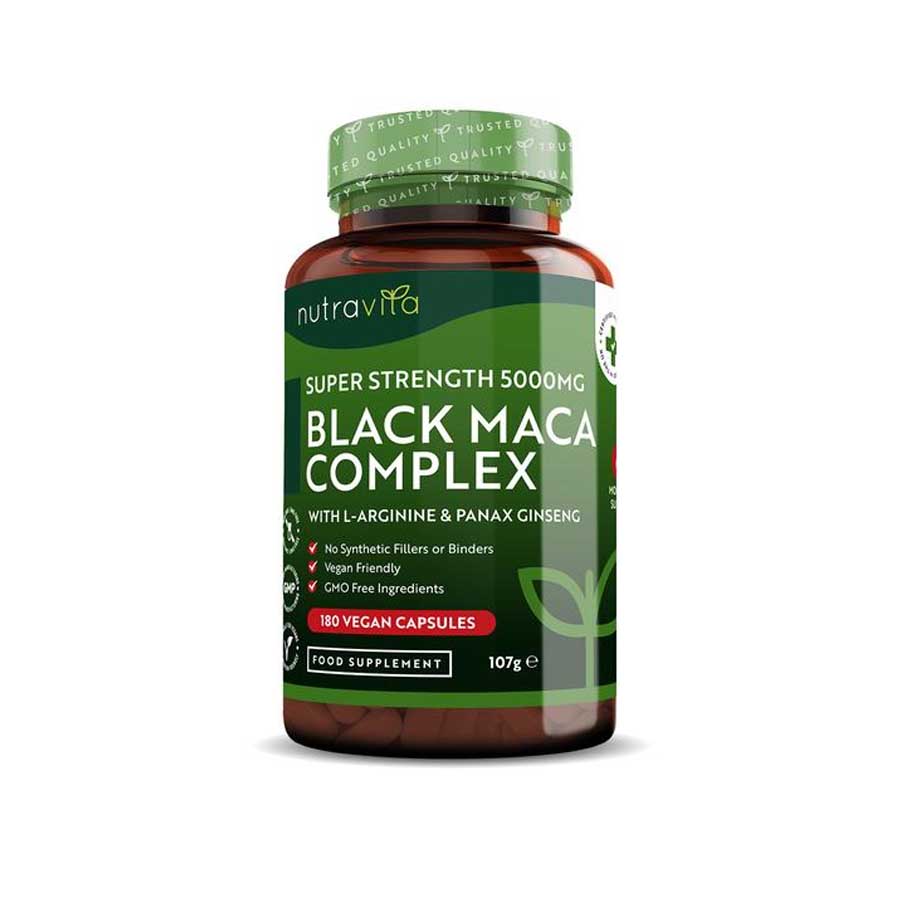 TRUSTED QUALITY
TRUSTED QUALITY
TRUSTED QUALITY
nutravita
SUPER STRENGTH 5000MG
BLACK MACA
COMPLEX
WITH L-ARGININE & PANAX GINSENG
No Synthetic Fillers or Binders
Vegan Friendly
GMO Free Ingredients
GMP
180 VEGAN CAPSULES
FOOD SUPPLEMENT
107g ℮